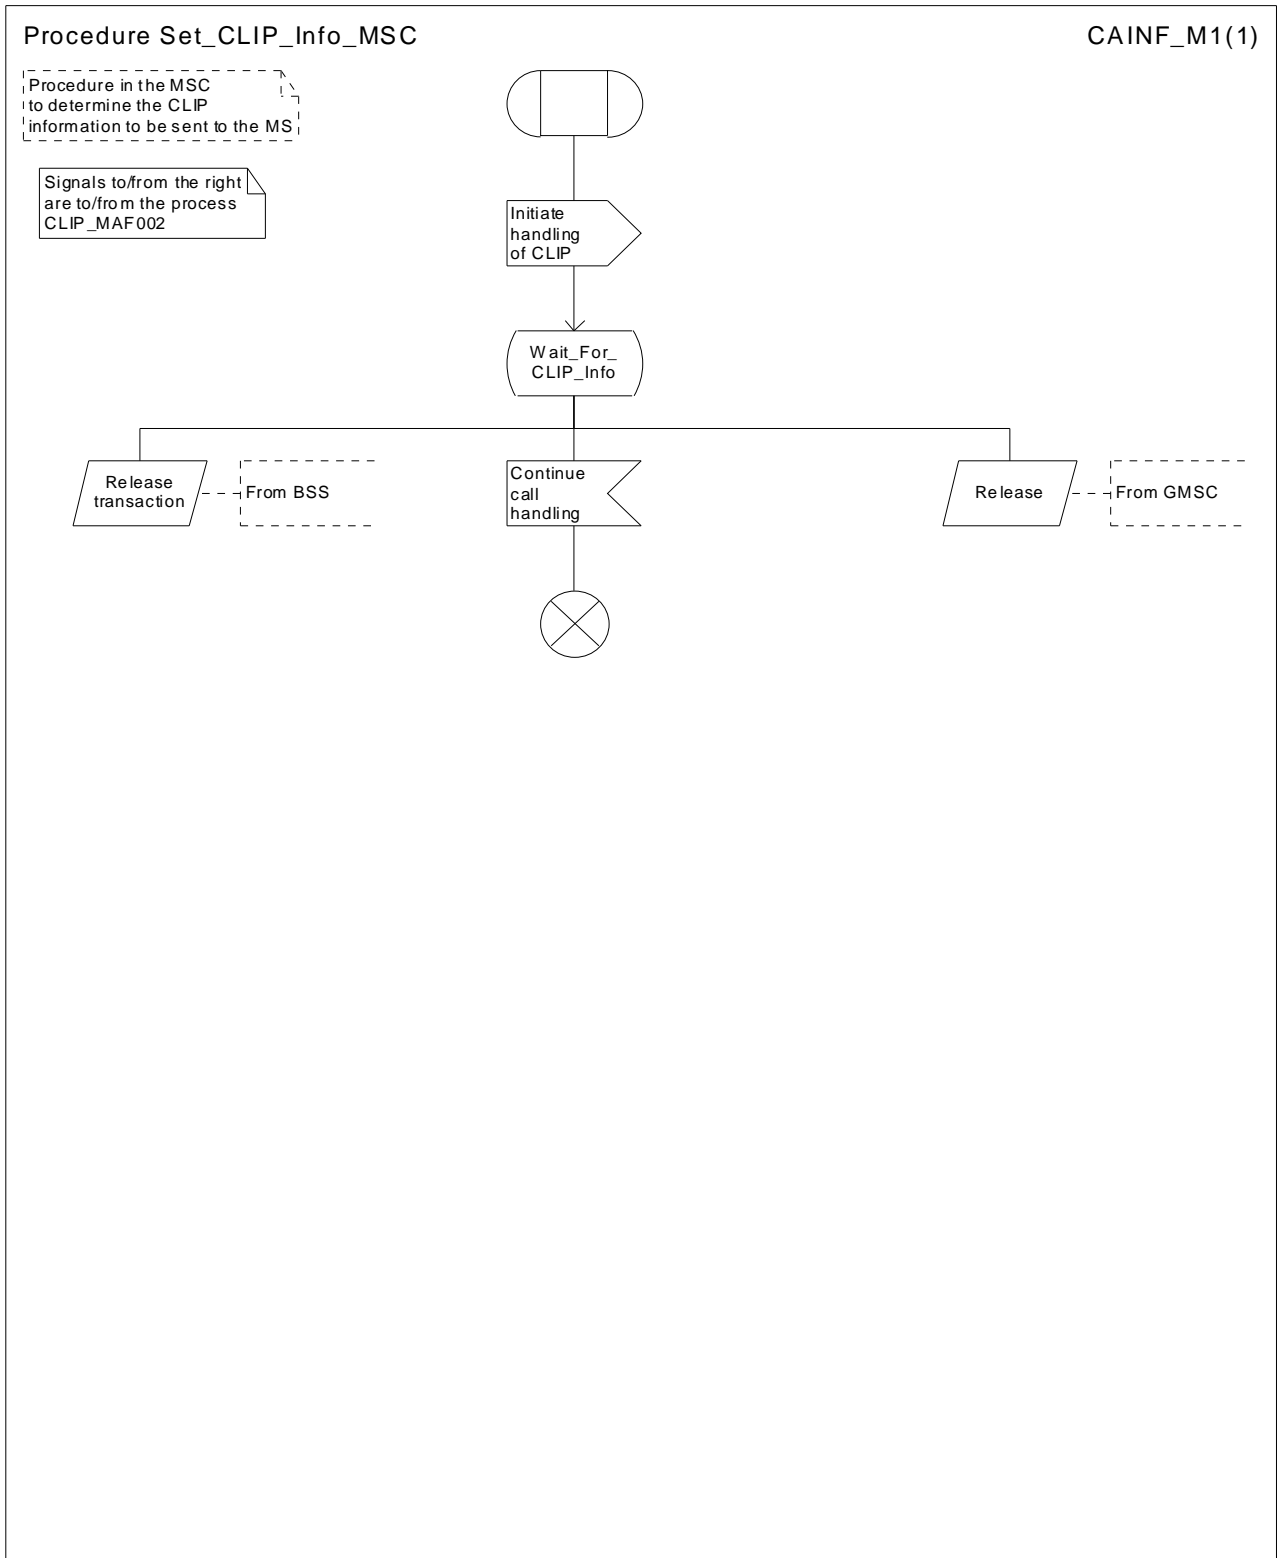 Procedure Set_CLIP_Info_MSC
CAINF_M1(1)
Procedure in the MSC
to determine the CLIP
information to be sent to the MS
Signals to/from the right
are to/from the process
CLIP_MAF002
Initiate
handling
of CLIP
Wait_For_
CLIP_Info
Release
transaction
From BSS
Continue
call
handling
Release
From GMSC